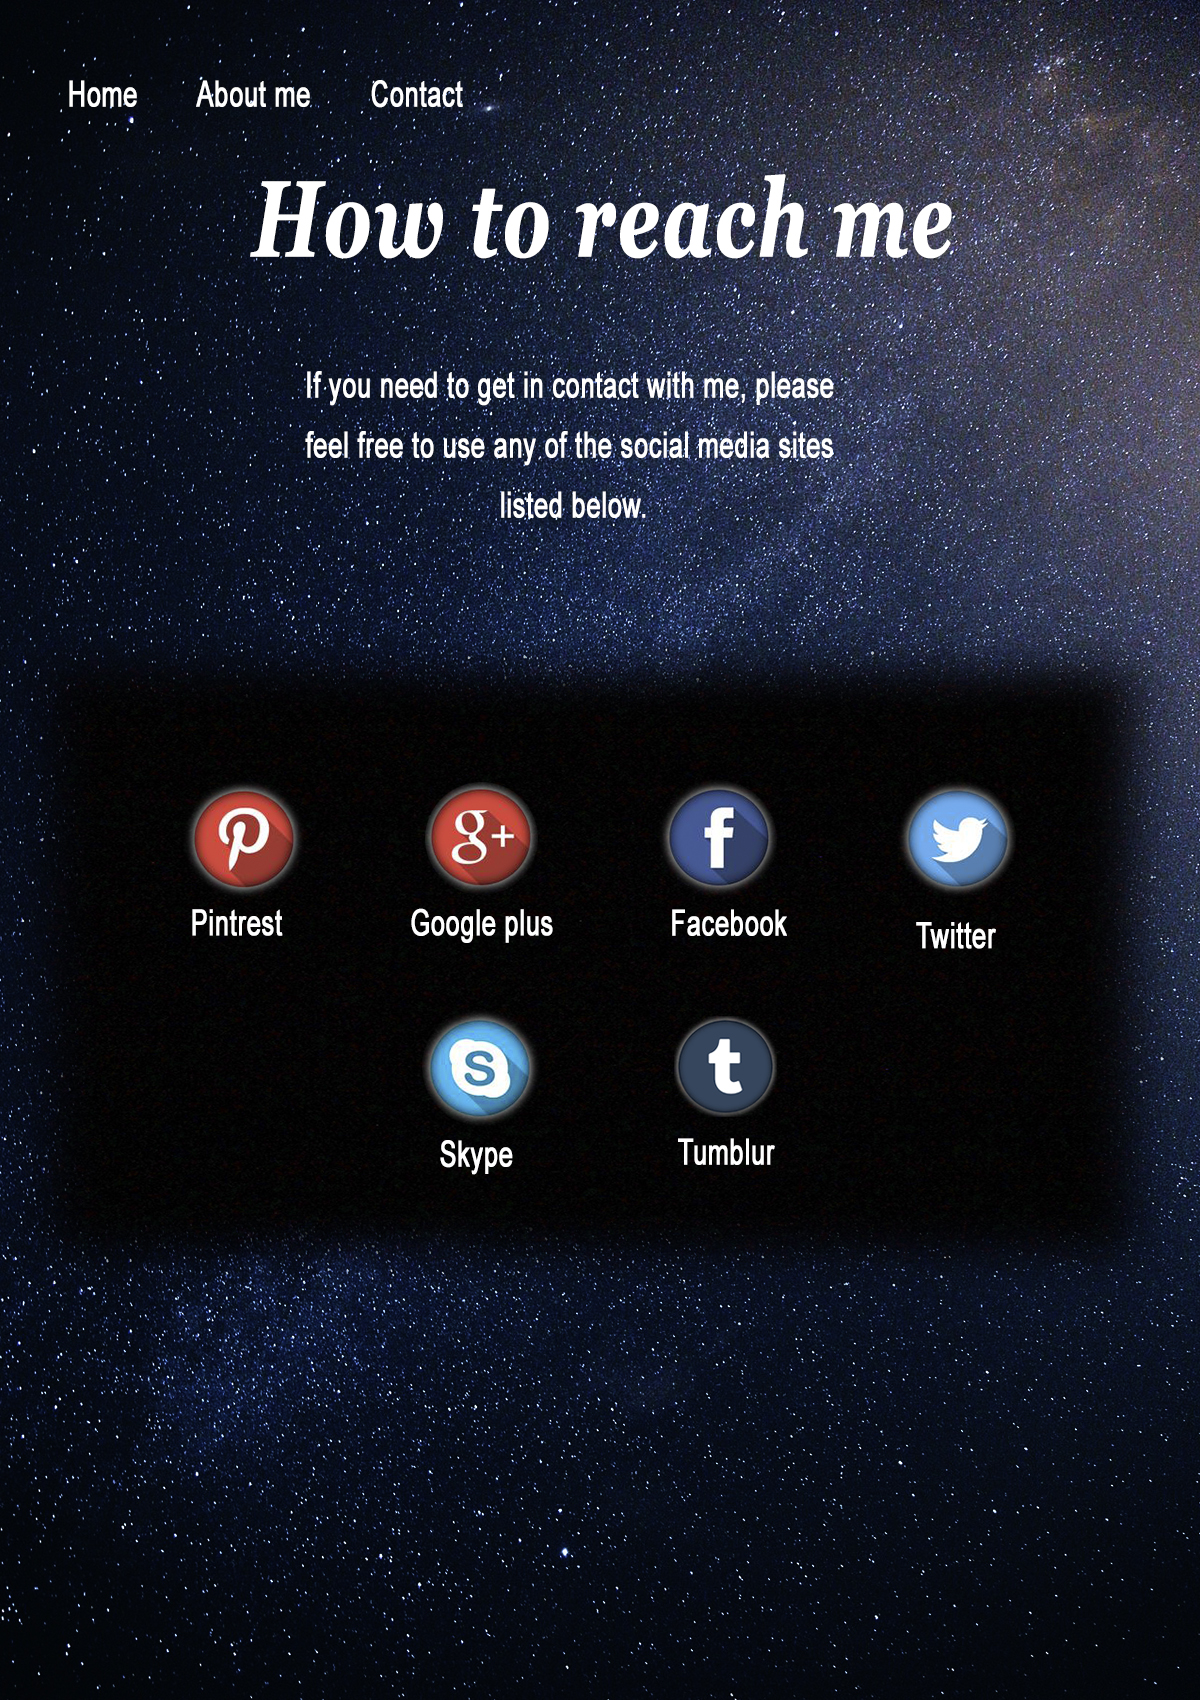 Home About me Contact
How to reach me
If you need to get in contact with me, please
feel free to use any of the social media sites
listed below.
g+ f
Pintrest Google plus Facebook Twitter
S t
Skype Tumblur